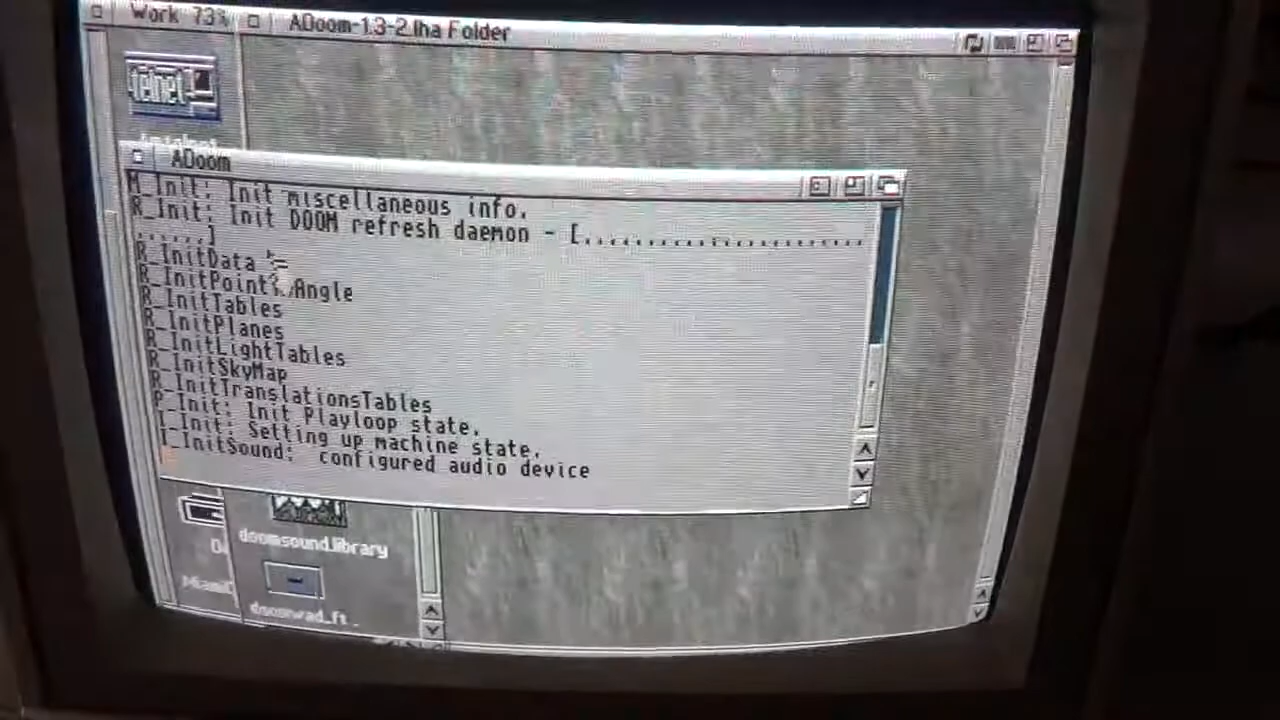 Work 73%
ADoom-1.3-2.lha Folder
telnet
ADoom
M_Init: Init miscellaneous info.
R_Init: Init DOOM refresh daemon - [...........................
......]
R_InitData
R_InitPointToAngle
R_InitTables
R_InitPlanes
R_InitLightTables
R_InitSkyMap
R_InitTranslationsTables
P_Init: Init Playloop state.
I_Init: Setting up machine state.
I_InitSound: configured audio device
doomsound.library
doomwad_ft